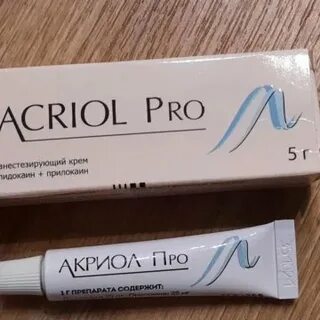 ACRIOL PRO
анестезирующий крем
лидокаин + прилокаин
5 г
АКРИОЛ ПРО
1 Г ПРЕПАРАТА СОДЕРЖИТ: